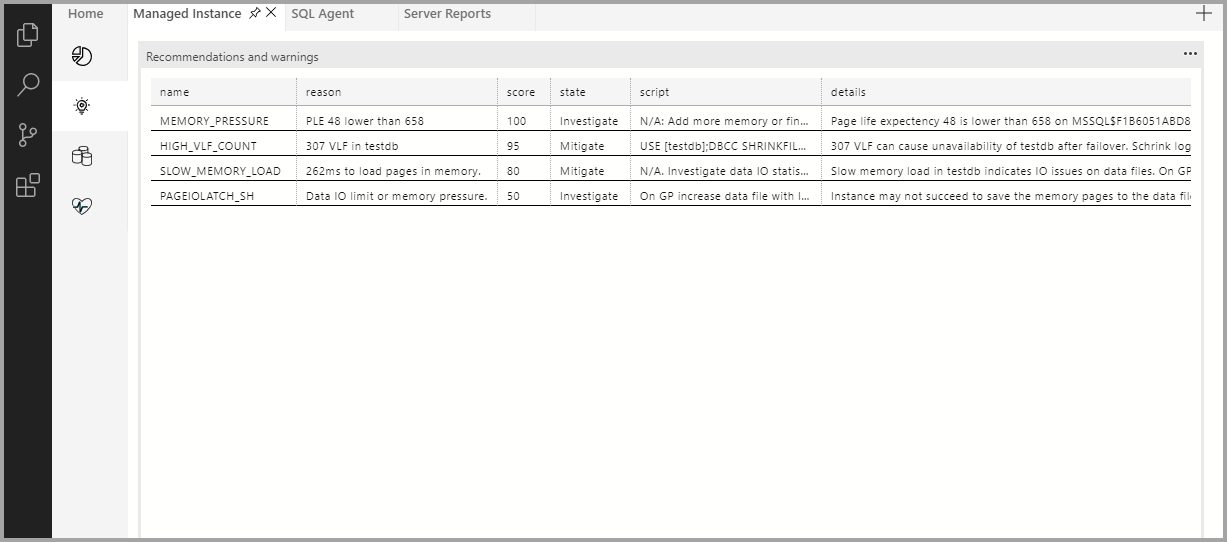 Home Managed Instance SQL Agent Server Reports
Recommendations and warnings
name reason score state script details
MEMORY_PRESSURE PLE 48 lower than 658 100 Investigate N/A: Add more memory or fin... Page life expectency 48 is lower than 658 on MSSQL$F1B6051ABD8
HIGH_VLF_COUNT 307 VLF in testdb 95 Mitigate USE [testdb];DBCC SHRINKFIL... 307 VLF can cause unavailability of testdb after failover. Schrink log
SLOW_MEMORY_LOAD 262ms to load pages in memory. 80 Mitigate N/A. Investigate data IO statis... Slow memory load in testdb indicates IO issues on data files. On GP
PAGEIOLATCH_SH Data IO limit or memory pressure. 50 Investigate On GP increase data file with l... Instance may not succeed to save the memory pages to the data fil